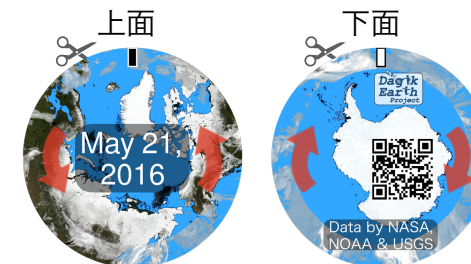 上面
下面
May 21,
2016
Dagik
Earth
Project
Data by NASA,
NOAA & USGS